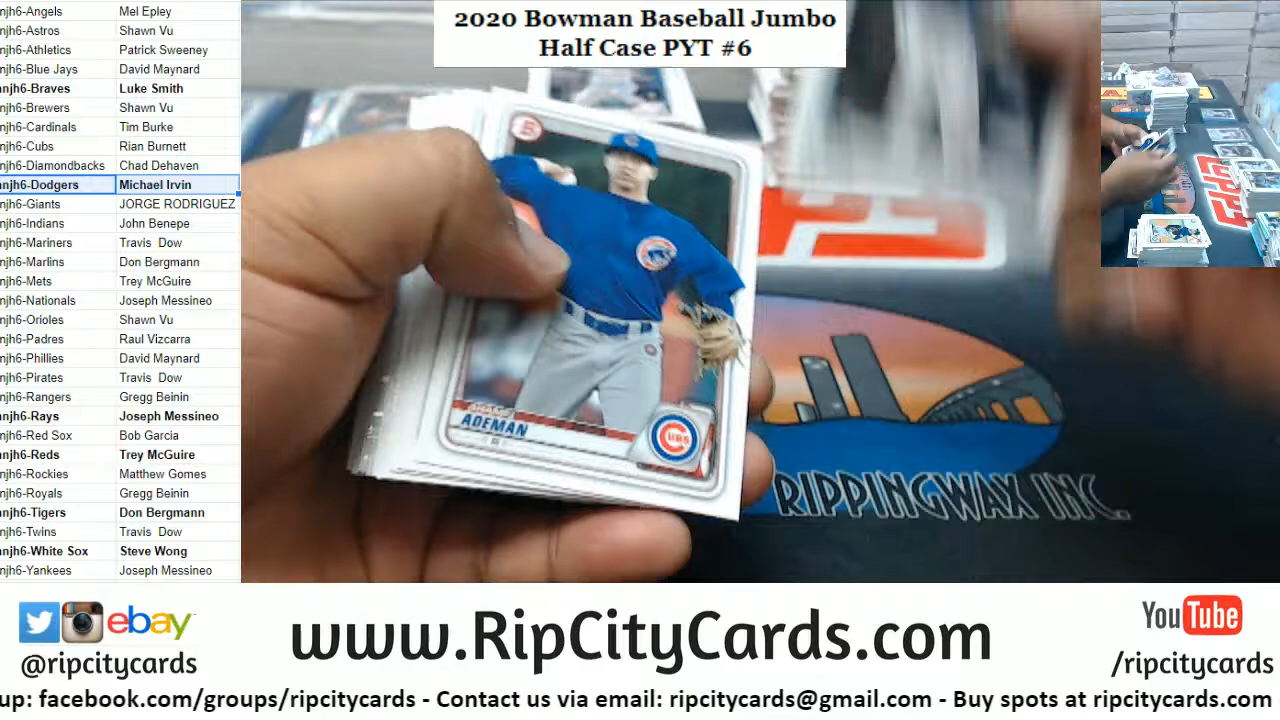 2020 Bowman Baseball Jumbo
Half Case PYT #6
njh6-Angels Mel Epley
njh6-Astros Shawn Vu
njh6-Athletics Patrick Sweeney
njh6-Blue Jays David Maynard
njh6-Braves Luke Smith
njh6-Brewers Shawn Vu
njh6-Cardinals Tim Burke
njh6-Cubs Rian Burnett
njh6-Diamondbacks Chad Dehaven
njh6-Dodgers Michael Irvin
njh6-Giants JORGE RODRIGUEZ
njh6-Indians John Benepe
njh6-Mariners Travis Dow
njh6-Marlins Don Bergmann
njh6-Mets Trey McGuire
njh6-Nationals Joseph Messineo
njh6-Orioles Shawn Vu
njh6-Padres Raul Vizcarra
njh6-Phillies David Maynard
njh6-Pirates Travis Dow
njh6-Rangers Gregg Beinin
njh6-Rays Joseph Messineo
njh6-Red Sox Bob Garcia
njh6-Reds Trey McGuire
njh6-Rockies Matthew Gomes
njh6-Royals Gregg Beinin
njh6-Tigers Don Bergmann
njh6-Twins Travis Dow
njh6-White Sox Steve Wong
njh6-Yankees Joseph Messineo
B
CUBS
ADEMAN
CUBS
RIPPINGWAX INC.
ebay
@ripcitycards
www.RipCityCards.com
YouTube
/ripcitycards
up: facebook.com/groups/ripcitycards - Contact us via email: ripcitycards@gmail.com - Buy spots at ripcitycards.com